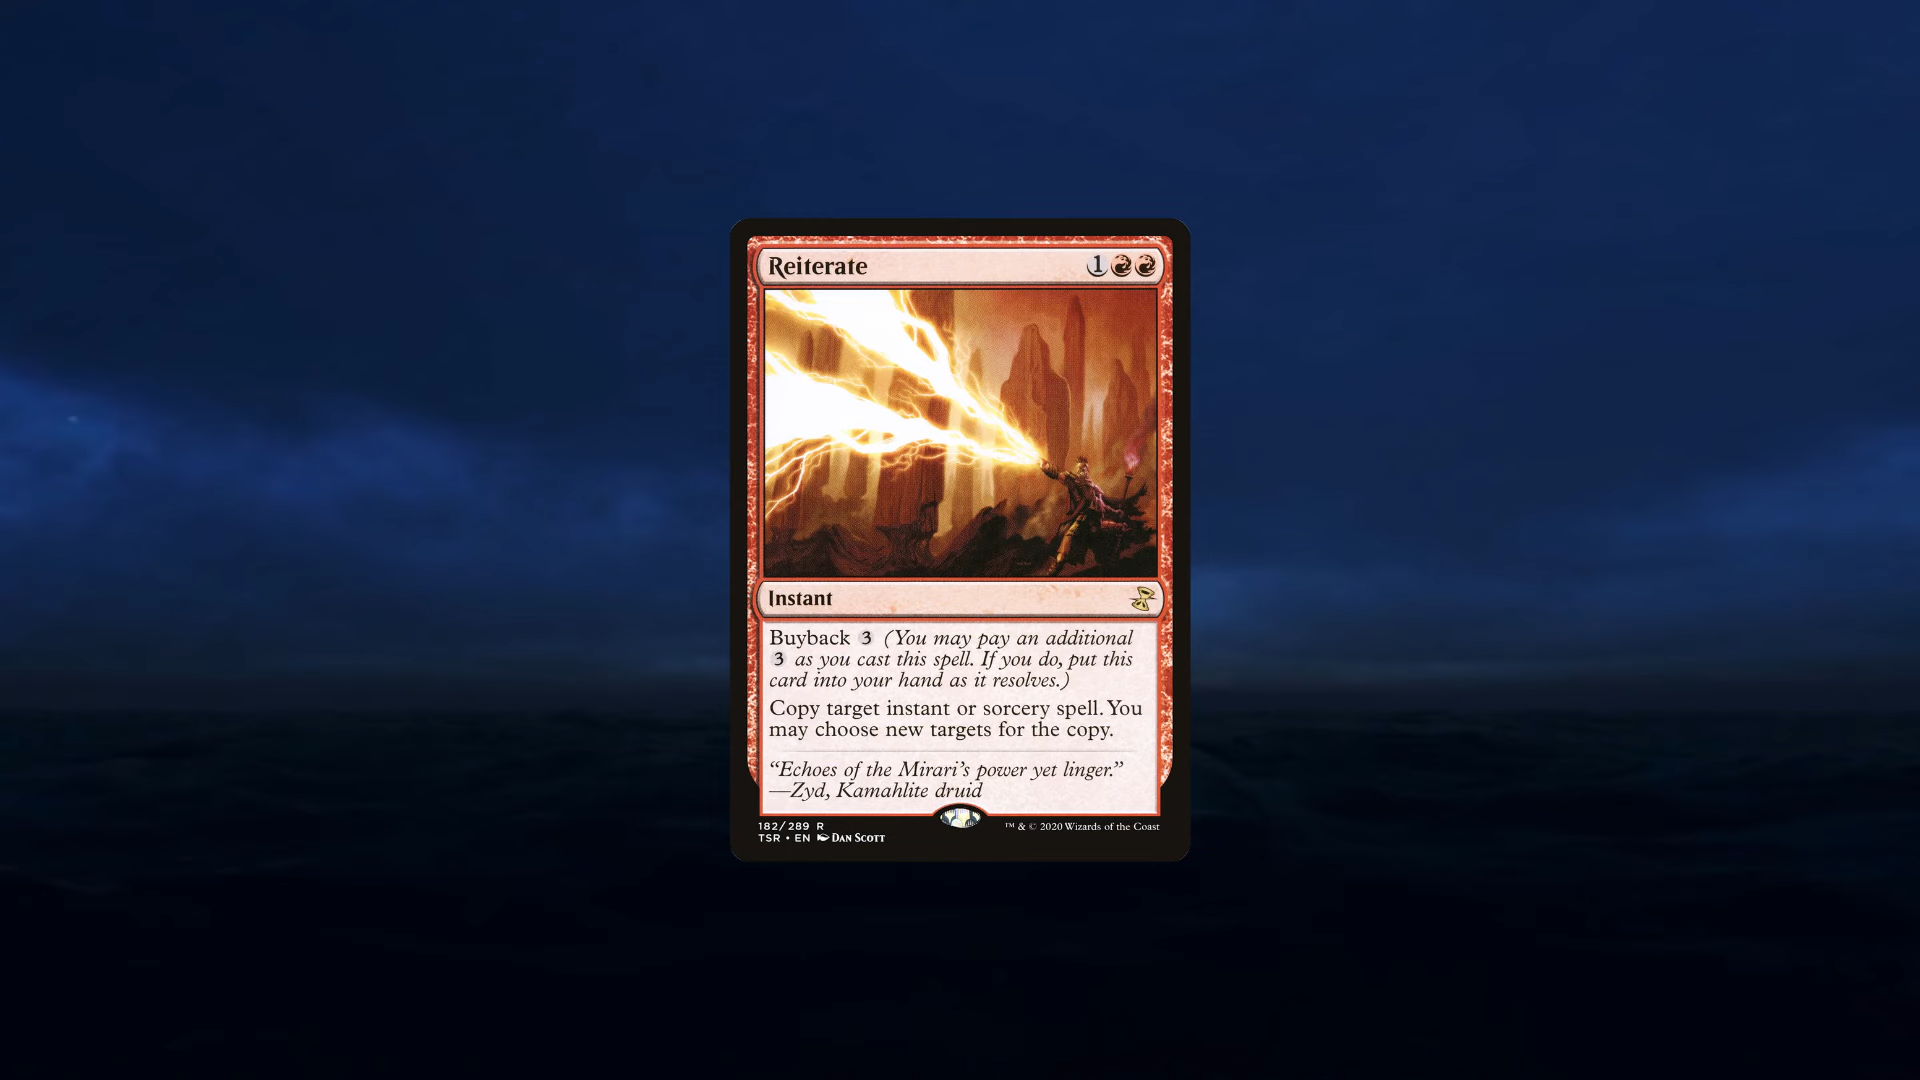 Reiterate 1
Instant
Buyback 3 (You may pay an additional
3 as you cast this spell. If you do, put this
card into your hand as it resolves.)
Copy target instant or sorcery spell. You
may choose new targets for the copy.
“Echoes of the Mirari’s power yet linger.”
—Zyd, Kamahlite druid
182/289 R
TSR • EN DAN SCOTT
™ & © 2020 Wizards of the Coast